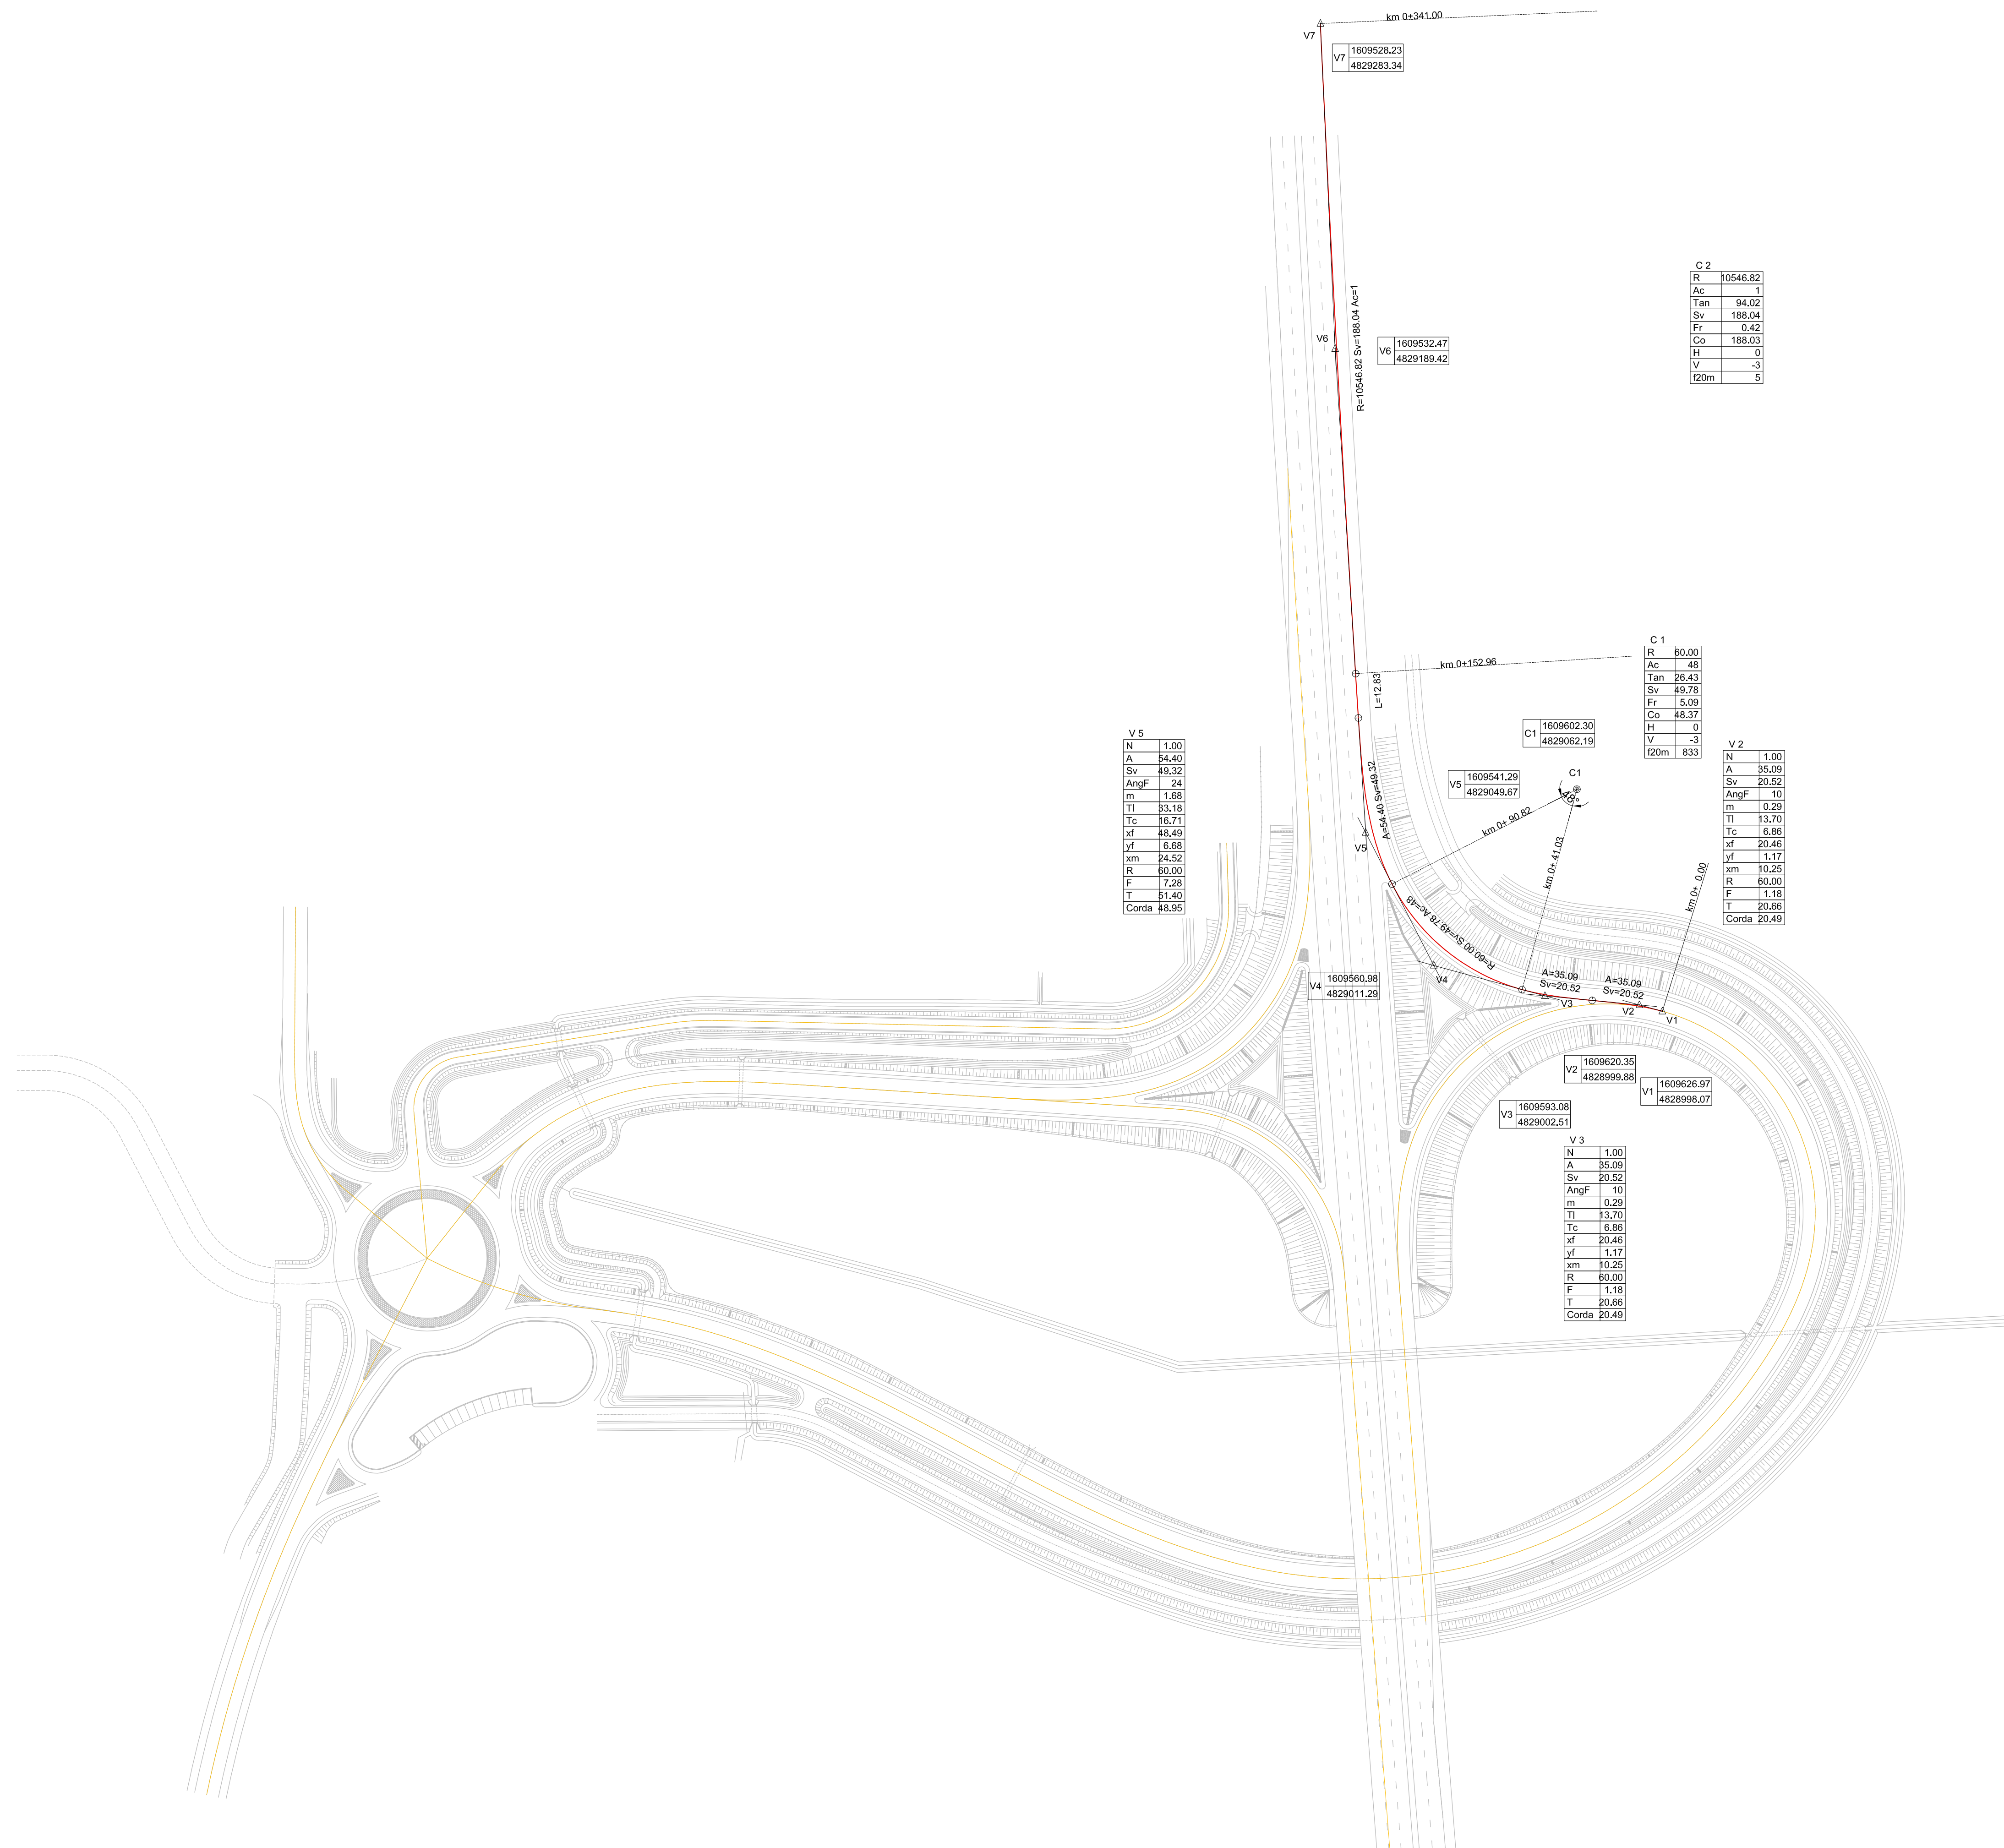 km 0+341.00
V7
V7 1609528.23
4829283.34
C 2
R 10546.82
Ac 1
Tan 94.02
Sv 188.04
Fr 0.42
Co 188.03
H 0
V -3
f20m 5
R=10546.82 Sv=188.04 Ac=1
V6
V6 1609532.47
4829189.42
km 0+152.96
L=12.83
C 1
R 60.00
Ac 48
Tan 26.43
Sv 49.78
Fr 5.09
Co 48.37
H 0
V -3
f20m 833
C1 1609602.30
4829062.19
V 5
N 1.00
A 54.40
Sv 49.32
AngF 24
m 1.68
Tl 33.18
Tc 16.71
xf 48.49
yf 6.68
xm 24.52
R 60.00
F 7.28
T 51.40
Corda 48.95
V 2
N 1.00
A 35.09
Sv 20.52
AngF 10
m 0.29
Tl 13.70
Tc 6.86
xf 20.46
yf 1.17
xm 10.25
R 60.00
F 1.18
T 20.66
Corda 20.49
V5 1609541.29
4829049.67
C1
48°
A=54.40 Sv=49.32
V5
km 0+ 90.82
km 0+ 41.03
km 0+ 0.00
R=60.00 Sv=49.78 Ac=48
V4
V4 1609560.98
4829011.29
A=35.09
Sv=20.52
A=35.09
Sv=20.52
V3
V2
V1
V2 1609620.35
4828999.88
V1 1609626.97
4828998.07
V3 1609593.08
4829002.51
V 3
N 1.00
A 35.09
Sv 20.52
AngF 10
m 0.29
Tl 13.70
Tc 6.86
xf 20.46
yf 1.17
xm 10.25
R 60.00
F 1.18
T 20.66
Corda 20.49